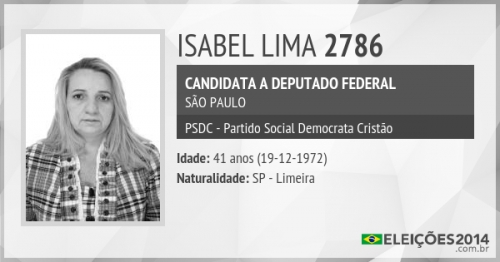 ISABEL LIMA 2786
CANDIDATA A DEPUTADO FEDERAL
SÃO PAULO
PSDC - Partido Social Democrata Cristão
Idade: 41 anos (19-12-1972)
Naturalidade: SP - Limeira
ELEIÇÕES2014
.com.br